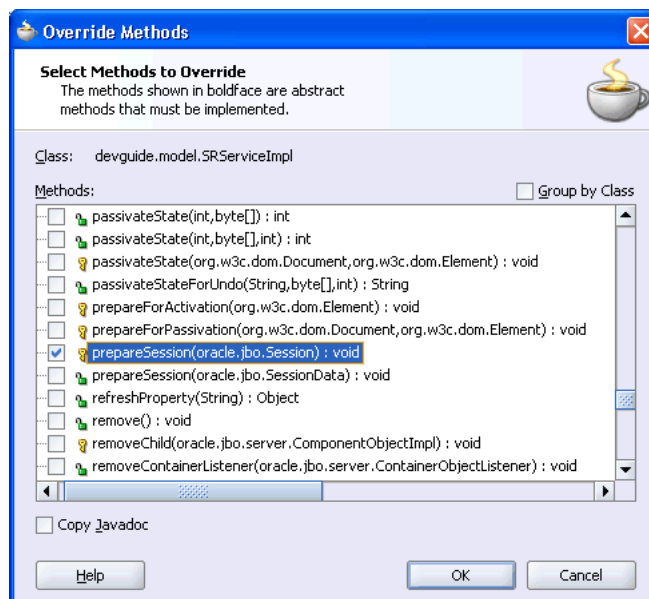 Override Methods
Select Methods to Override
The methods shown in boldface are abstract
methods that must be implemented.
Class: devguide.model.SRServiceImpl
Methods:
Group by Class
passivateState(int,byte[]) : int
passivateState(int,byte[],int) : int
passivateState(org.w3c.dom.Document,org.w3c.dom.Element) : void
passivateStateForUndo(String,byte[],int) : String
prepareForActivation(org.w3c.dom.Element) : void
prepareForPassivation(org.w3c.dom.Document,org.w3c.dom.Element) : void
prepareSession(oracle.jbo.Session) : void
prepareSession(oracle.jbo.SessionData) : void
refreshProperty(String) : Object
remove() : void
removeChild(oracle.jbo.server.ComponentObjectImpl) : void
removeContainerListener(oracle.jbo.server.ContainerObjectListener) : void
Copy Javadoc
Help
OK
Cancel